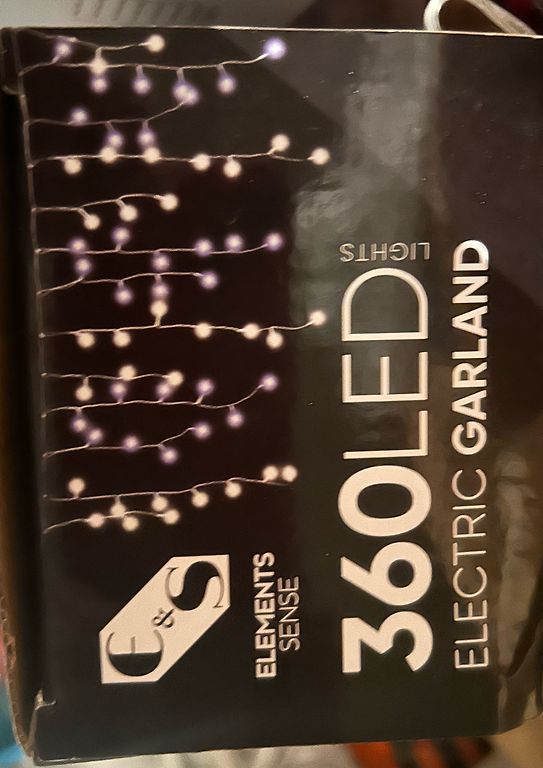 E&S
ELEMENTS
SENSE
360LED
LIGHTS
ELECTRIC GARLAND